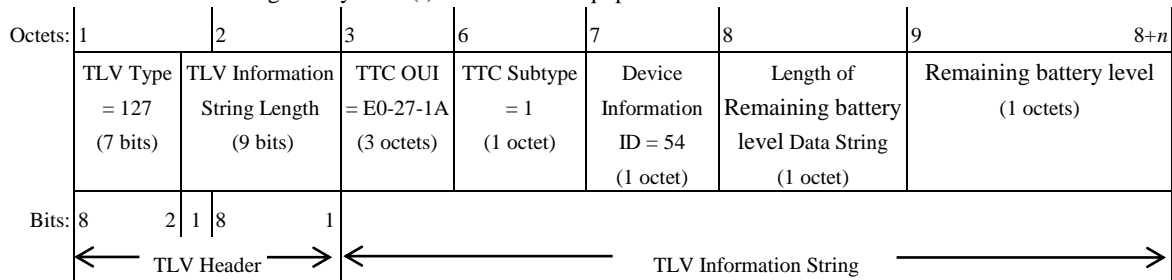 Octets: 1 2 3 6 7 8 9 8+n
TLV Type TLV Information TTC OUI TTC Subtype Device Length of Remaining battery level
= 127 String Length = E0-27-1A = 1 Information Remaining battery (1 octets)
(7 bits) (9 bits) (3 octets) (1 octet) ID = 54 level Data String
(1 octet) (1 octet)
Bits: 8 2 1 8 1
TLV Header TLV Information String